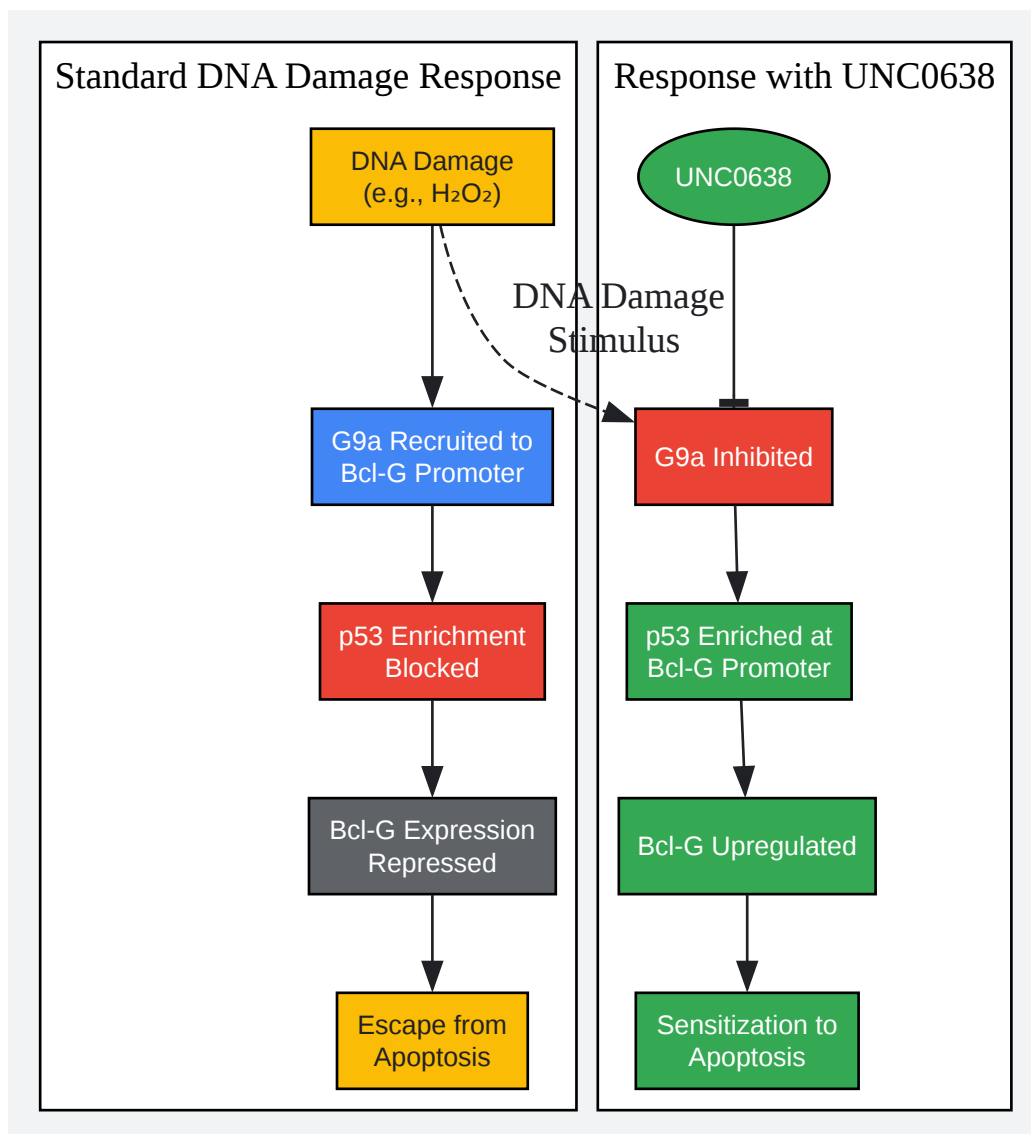 Standard DNA Damage Response
DNA Damage
(e.g., H₂O₂)
G9a Recruited to
Bcl-G Promoter
p53 Enrichment
Blocked
Bcl-G Expression
Repressed
Escape from
Apoptosis
DNA Damage
Stimulus
Response with UNC0638
UNC0638
G9a Inhibited
p53 Enriched at
Bcl-G Promoter
Bcl-G Upregulated
Sensitization to
Apoptosis